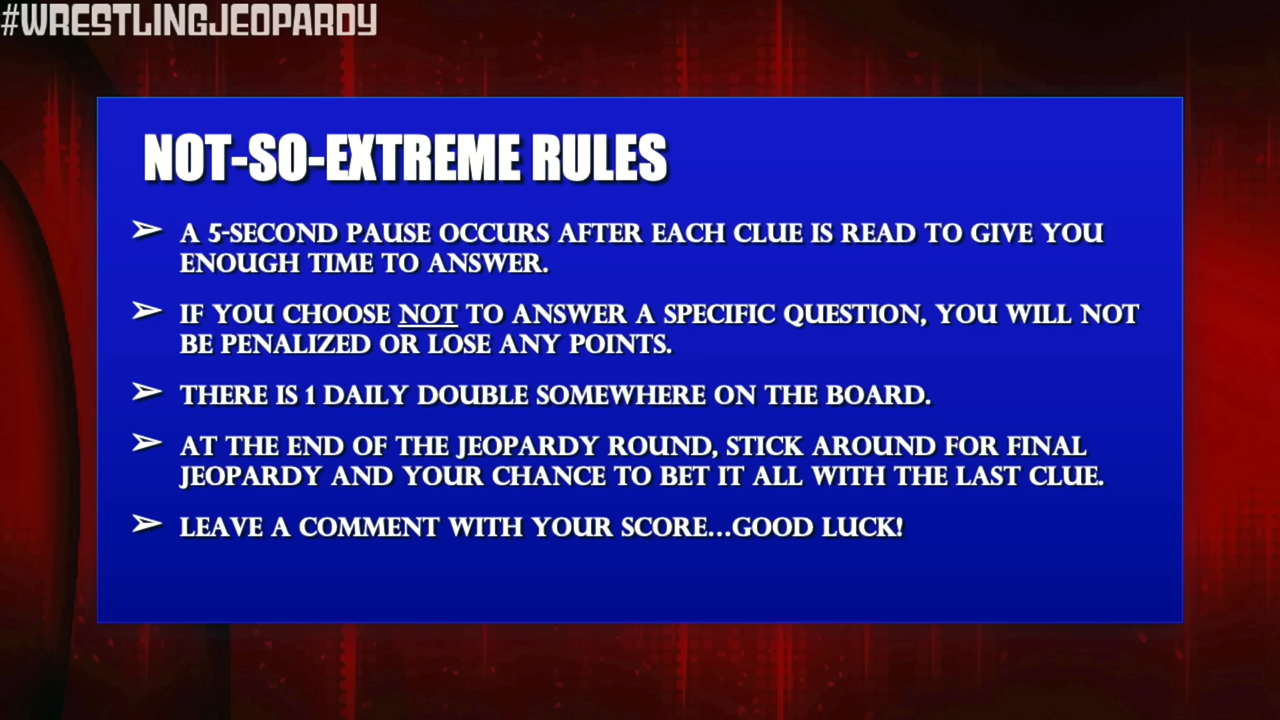 #WRESTLINGJEOPARDY
NOT-SO-EXTREME RULES
➢ A 5-SECOND PAUSE OCCURS AFTER EACH CLUE IS READ TO GIVE YOU
ENOUGH TIME TO ANSWER.
➢ IF YOU CHOOSE NOT TO ANSWER A SPECIFIC QUESTION, YOU WILL NOT
BE PENALIZED OR LOSE ANY POINTS.
➢ THERE IS 1 DAILY DOUBLE SOMEWHERE ON THE BOARD.
➢ AT THE END OF THE JEOPARDY ROUND, STICK AROUND FOR FINAL
JEOPARDY AND YOUR CHANCE TO BET IT ALL WITH THE LAST CLUE.
➢ LEAVE A COMMENT WITH YOUR SCORE...GOOD LUCK!